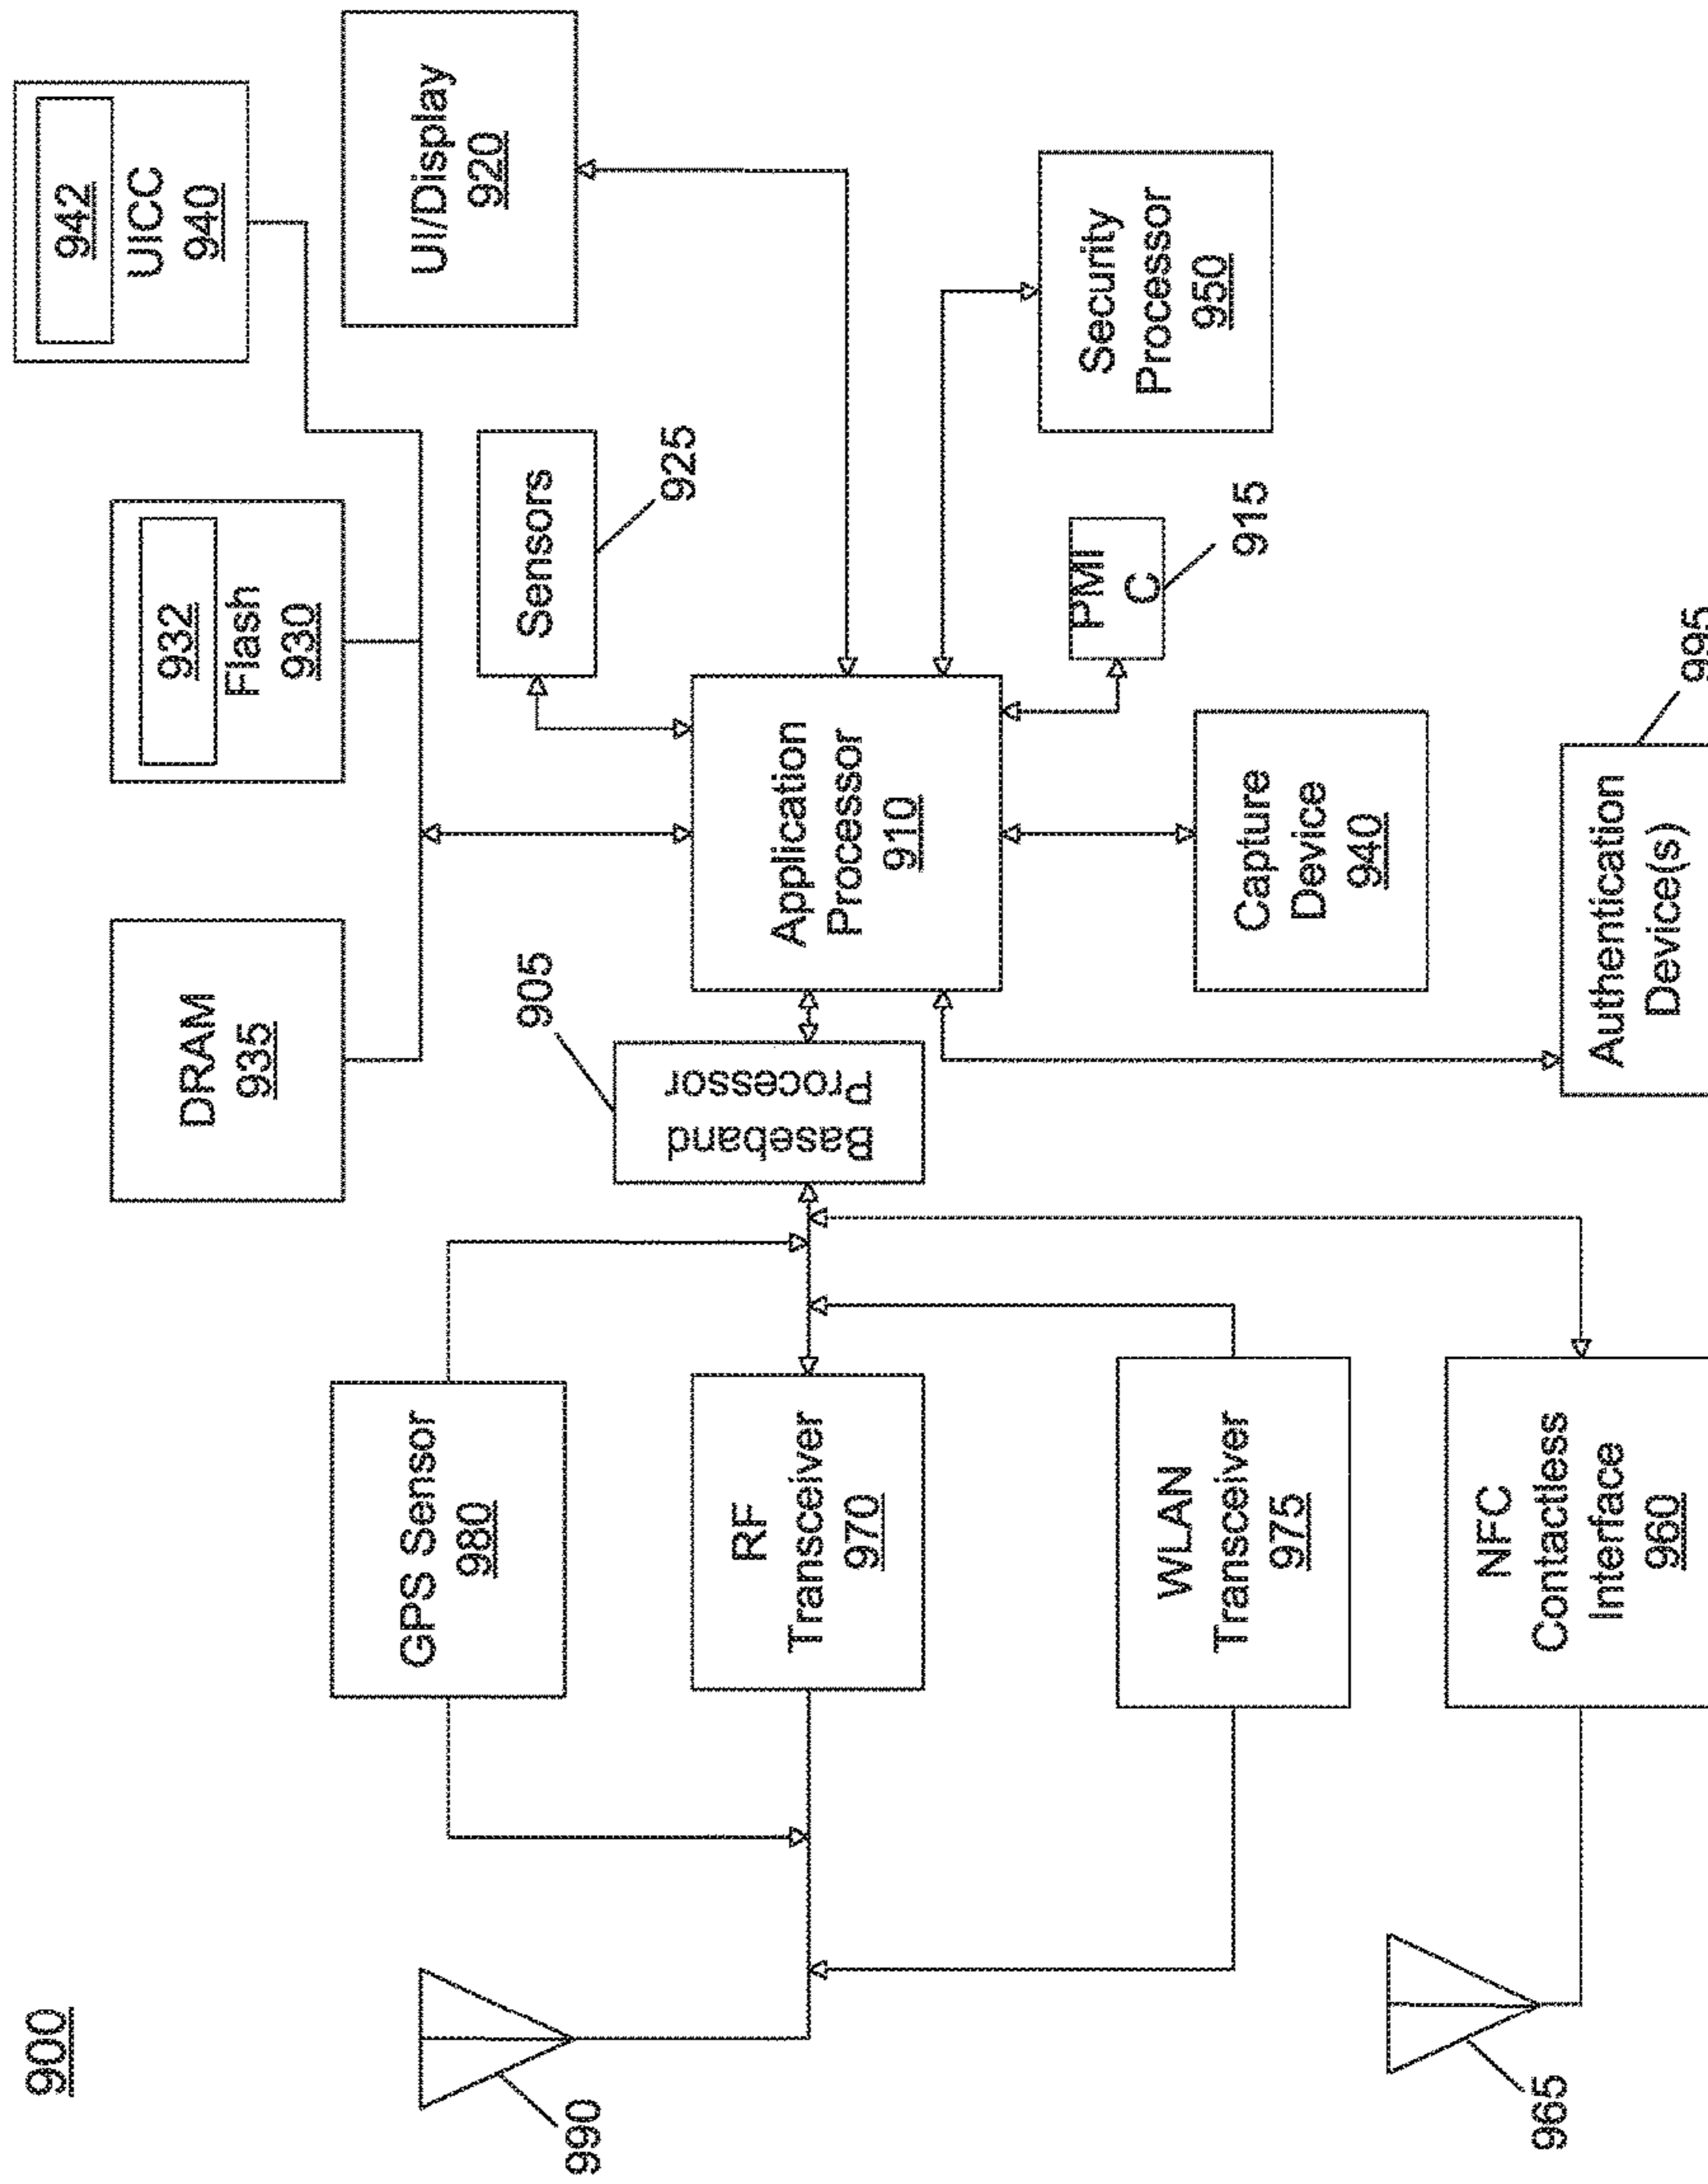 900
942
UICC
940
932
Flash
930
DRAM
935
UI/Display
920
Sensors
925
905
Baseband
Processor
Application
Processor
910
Security
Processor
950
PMI
C
915
Capture
Device
940
Authentication
Device(s)
995
GPS Sensor
980
RF
Transceiver
970
WLAN
Transceiver
975
NFC
Contactless
Interface
960
990
965